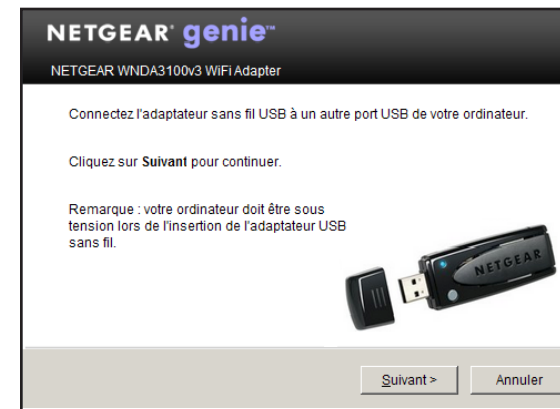 NETGEAR® genie™
NETGEAR WNDA3100v3 WiFi Adapter
Connectez l'adaptateur sans fil USB à un autre port USB de votre ordinateur.
Cliquez sur Suivant pour continuer.
Remarque : votre ordinateur doit être sous
tension lors de l'insertion de l'adaptateur USB
sans fil.
NETGEAR
Suivant >
Annuler